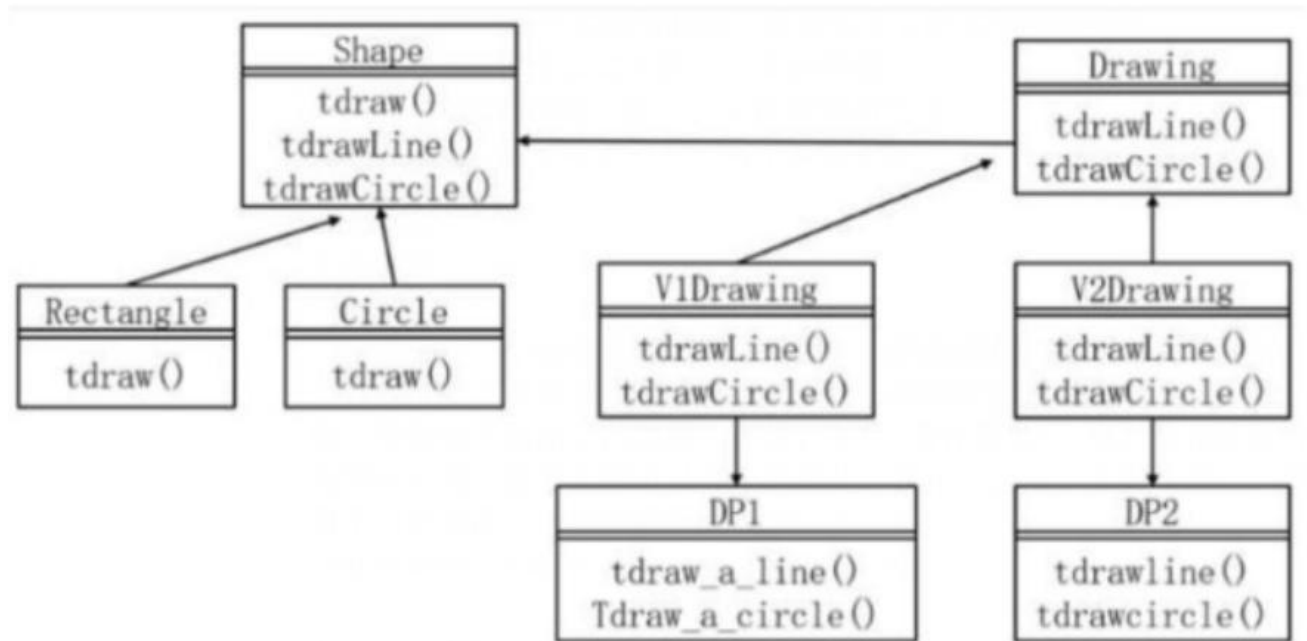 Shape
tdraw()
tdrawLine()
tdrawCircle()
Drawing
tdrawLine()
tdrawCircle()
Rectangle
tdraw()
Circle
tdraw()
V1Drawing
tdrawLine()
tdrawCircle()
V2Drawing
tdrawLine()
tdrawCircle()
DP1
tdraw_a_line()
Tdraw_a_circle()
DP2
tdrawline()
tdrawcircle()